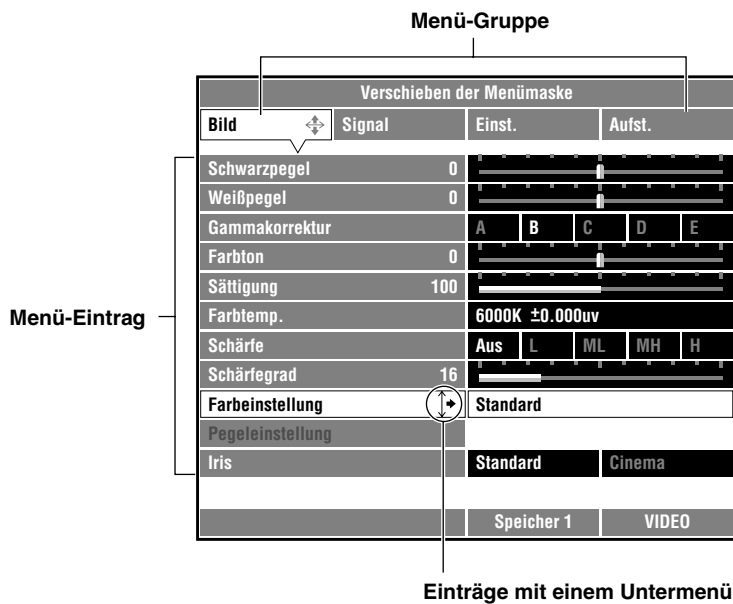 Menü-Gruppe
Verschieben der Menümaske
Bild Signal Einst. Aufst.
Schwarzpegel 0
Weißpegel 0
Gammakorrektur A B C D E
Farbton 0
Sättigung 100
Menü-Eintrag
Farbtemp. 6000K ±0.000uv
Schärfe Aus L ML MH H
Schärfegrad 16
Farbeinstellung Standard
Pegeleinstellung
Iris Standard Cinema
Speicher 1 VIDEO
Einträge mit einem Untermenü